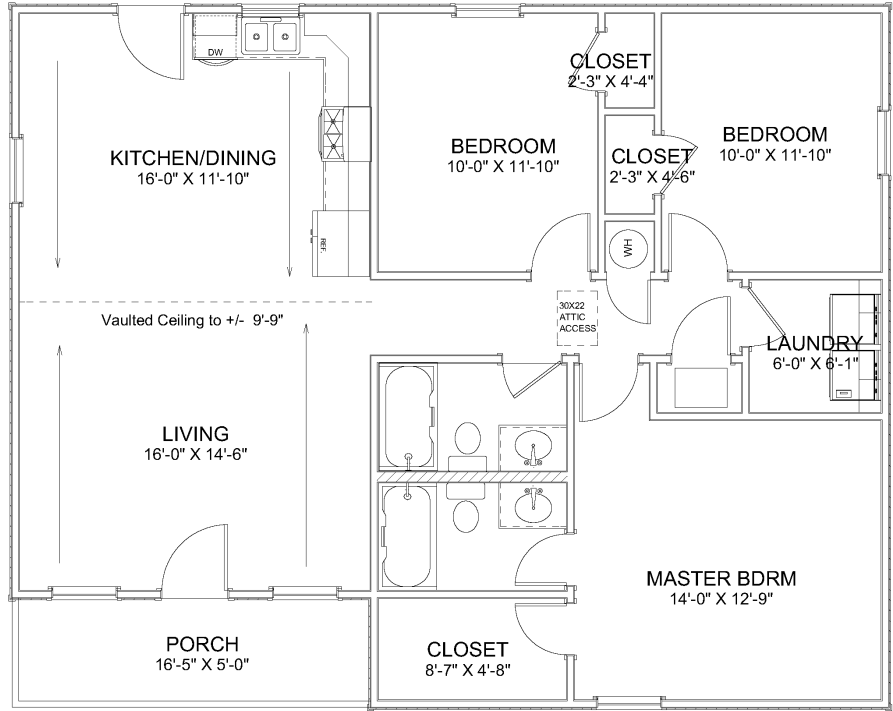 DW
CLOSET
2'-3" X 4'-4"
KITCHEN/DINING
16'-0" X 11'-10"
BEDROOM
10'-0" X 11'-10"
CLOSET
2'-3" X 4'-6"
BEDROOM
10'-0" X 11'-10"
REF.
WH
30X22
ATTIC
ACCESS
Vaulted Ceiling to +/- 9'-9"
LAUNDRY
6'-0" X 6'-1"
LIVING
16'-0" X 14'-6"
MASTER BDRM
14'-0" X 12'-9"
PORCH
16'-5" X 5'-0"
CLOSET
8'-7" X 4'-8"